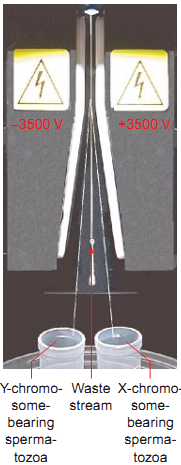 –3500 V
+3500 V
Y-chromo-
some-
bearing
sperma-
tozoa
Waste
stream
X-chromo-
some-
bearing
sperma-
tozoa